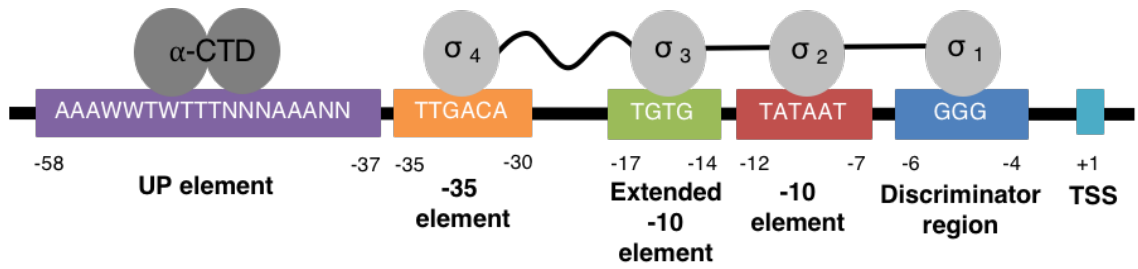 α-CTD
σ 4
σ 3
σ 2
σ 1
AAAWWTWTTTNNNAAANN
TTGACA
TGTG
TATAAT
GGG
-58
-37
-35
-30
-17
-14
-12
-7
-6
-4
+1
UP element
-35
element
Extended
-10
element
-10
element
Discriminator
region
TSS